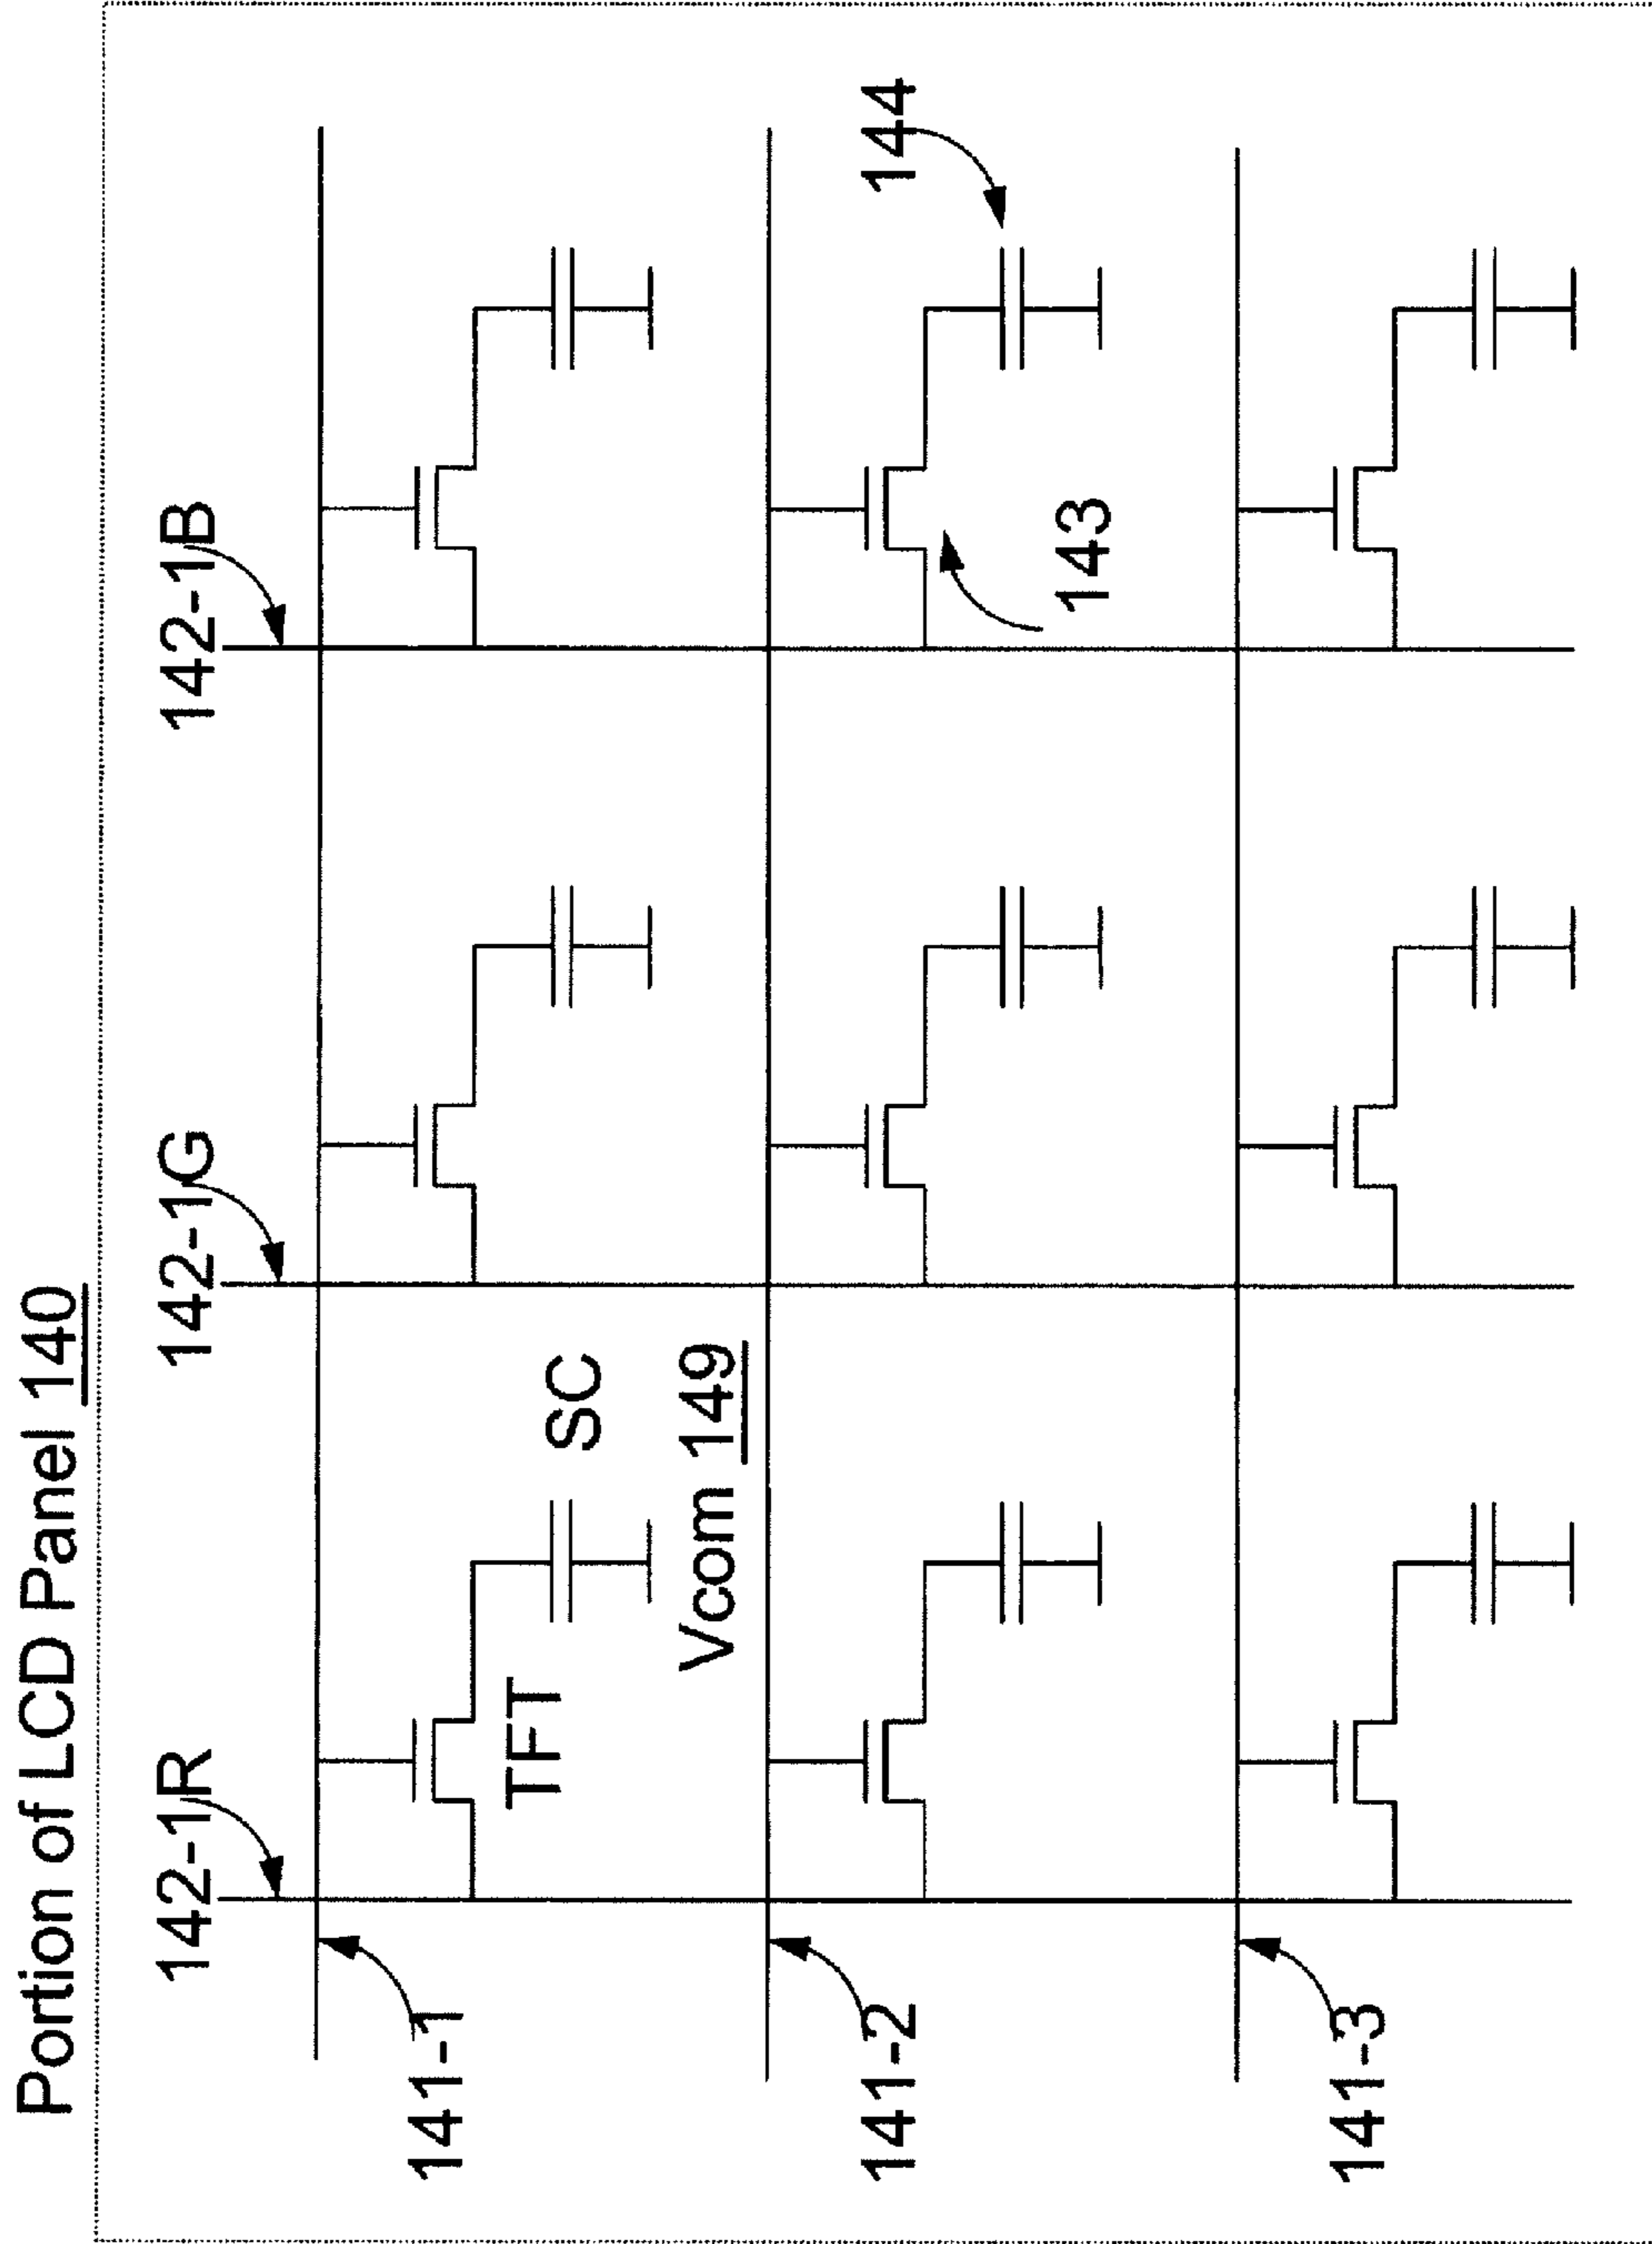 Portion of LCD Panel 140
142-1R
142-1G
142-1B
141-1
TFT
SC
Vcom 149
141-2
144
143
141-3